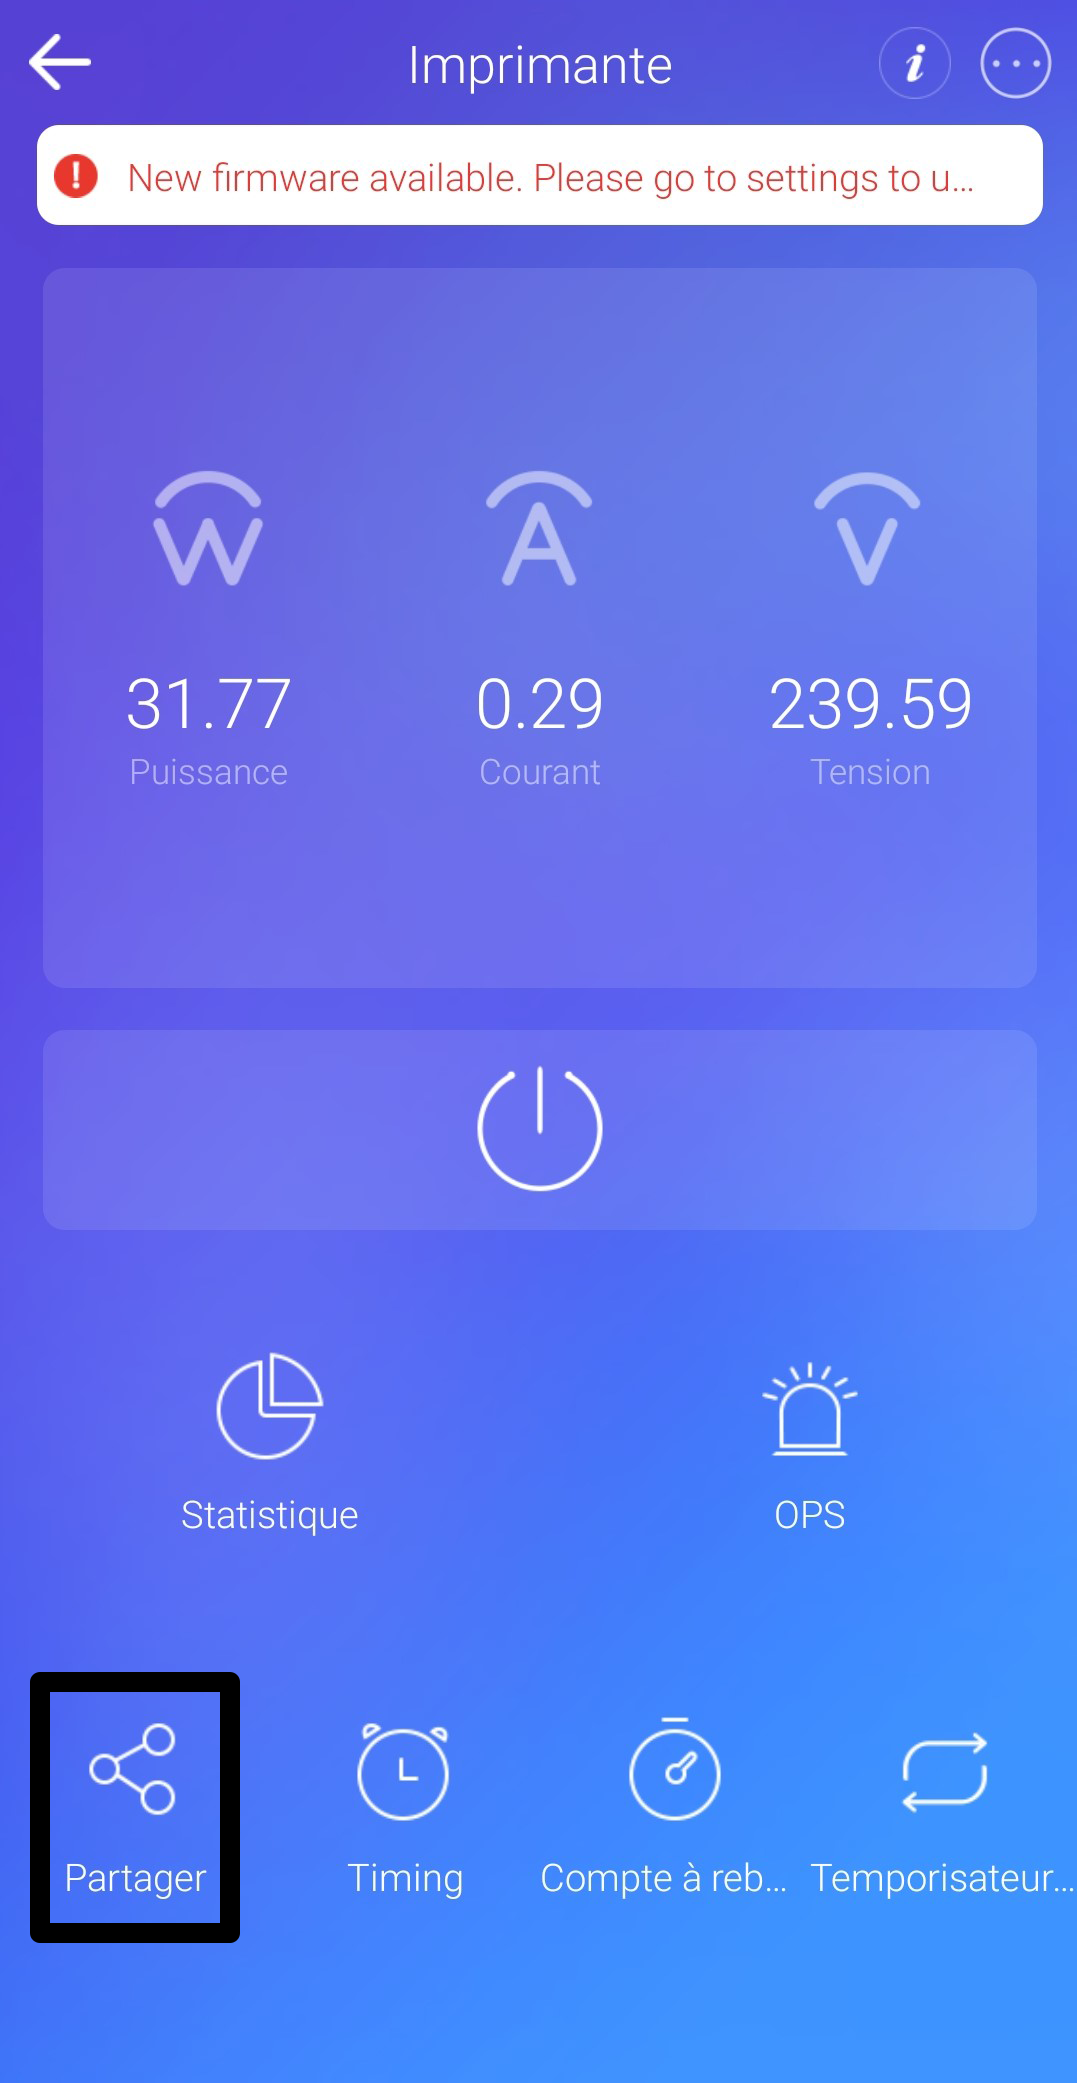 Imprimante
New firmware available. Please go to settings to u...
W A V
31.77 0.29 239.59
Puissance Courant Tension
Statistique OPS
Partager Timing Compte à reb... Temporisateur...